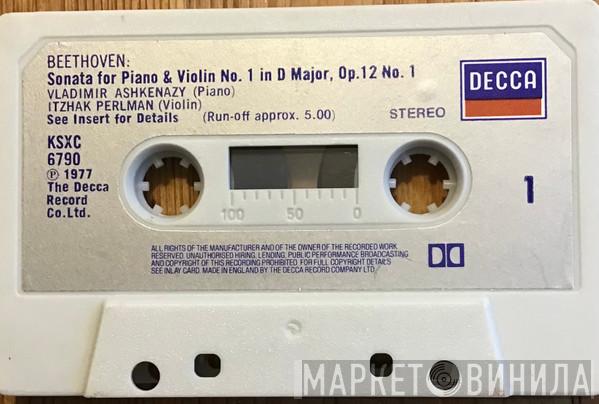 BEETHOVEN:
Sonata for Piano & Violin No. 1 in D Major, Op.12 No. 1
VLADIMIR ASHKENAZY (Piano)
ITZHAK PERLMAN (Violin)
See Insert for Details (Run-off approx. 5.00)
STEREO
DECCA
KSXC
6790
Ⓟ 1977
The Decca
Record
Co.Ltd.
100 50 0
1
ALL RIGHTS OF THE MANUFACTURER AND OF THE OWNER OF THE RECORDED WORK
RESERVED. UNAUTHORISED HIRING, LENDING, PUBLIC PERFORMANCE BROADCASTING
AND COPYRIGHT OF THIS RECORDING PROHIBITED. FOR FULL COPYRIGHT DETAILS
SEE INLAY CARD. MADE IN ENGLAND BY THE DECCA RECORD COMPANY LTD
МАРКЕТ ВИНИЛА